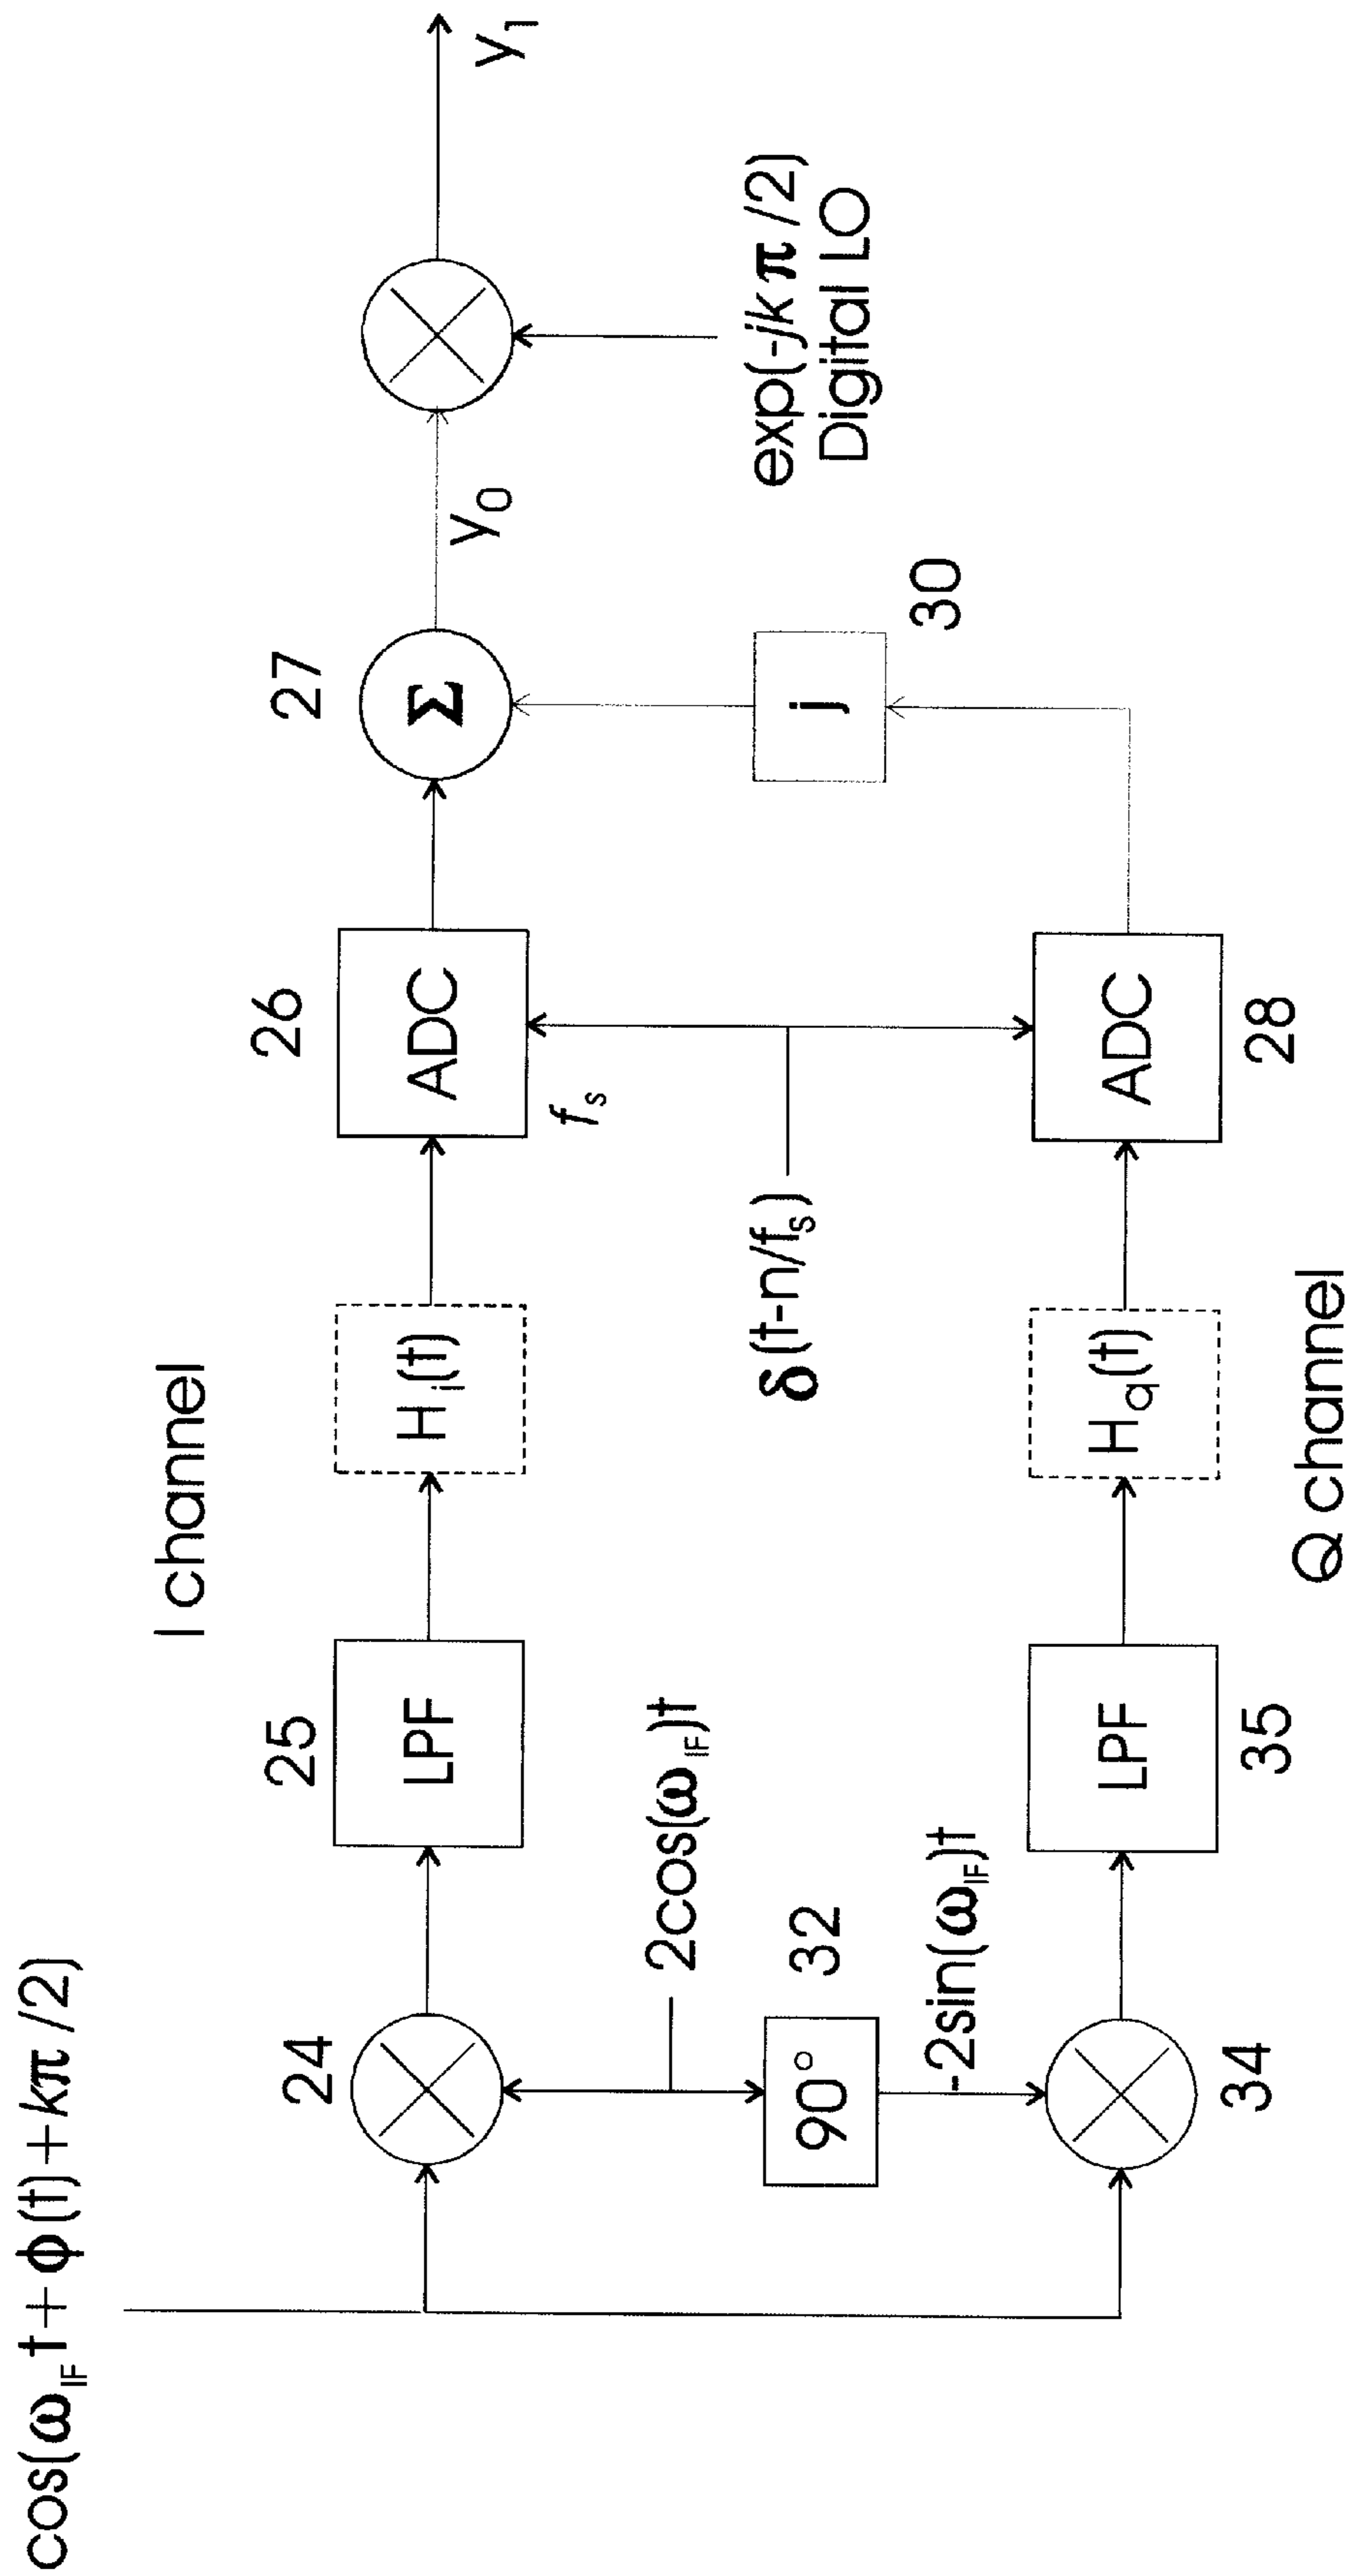 cos(ω_IF t+ϕ(t)+kπ/2)
I channel
24
25
26
27
LPF
H_i(t)
ADC
Σ
y_0
y_1
f_s
2cos(ω_IF)t
δ(t-n/f_s)
exp(-jkπ/2)
Digital LO
90°
32
j
30
-2sin(ω_IF)t
LPF
H_q(t)
ADC
34
35
28
Q channel